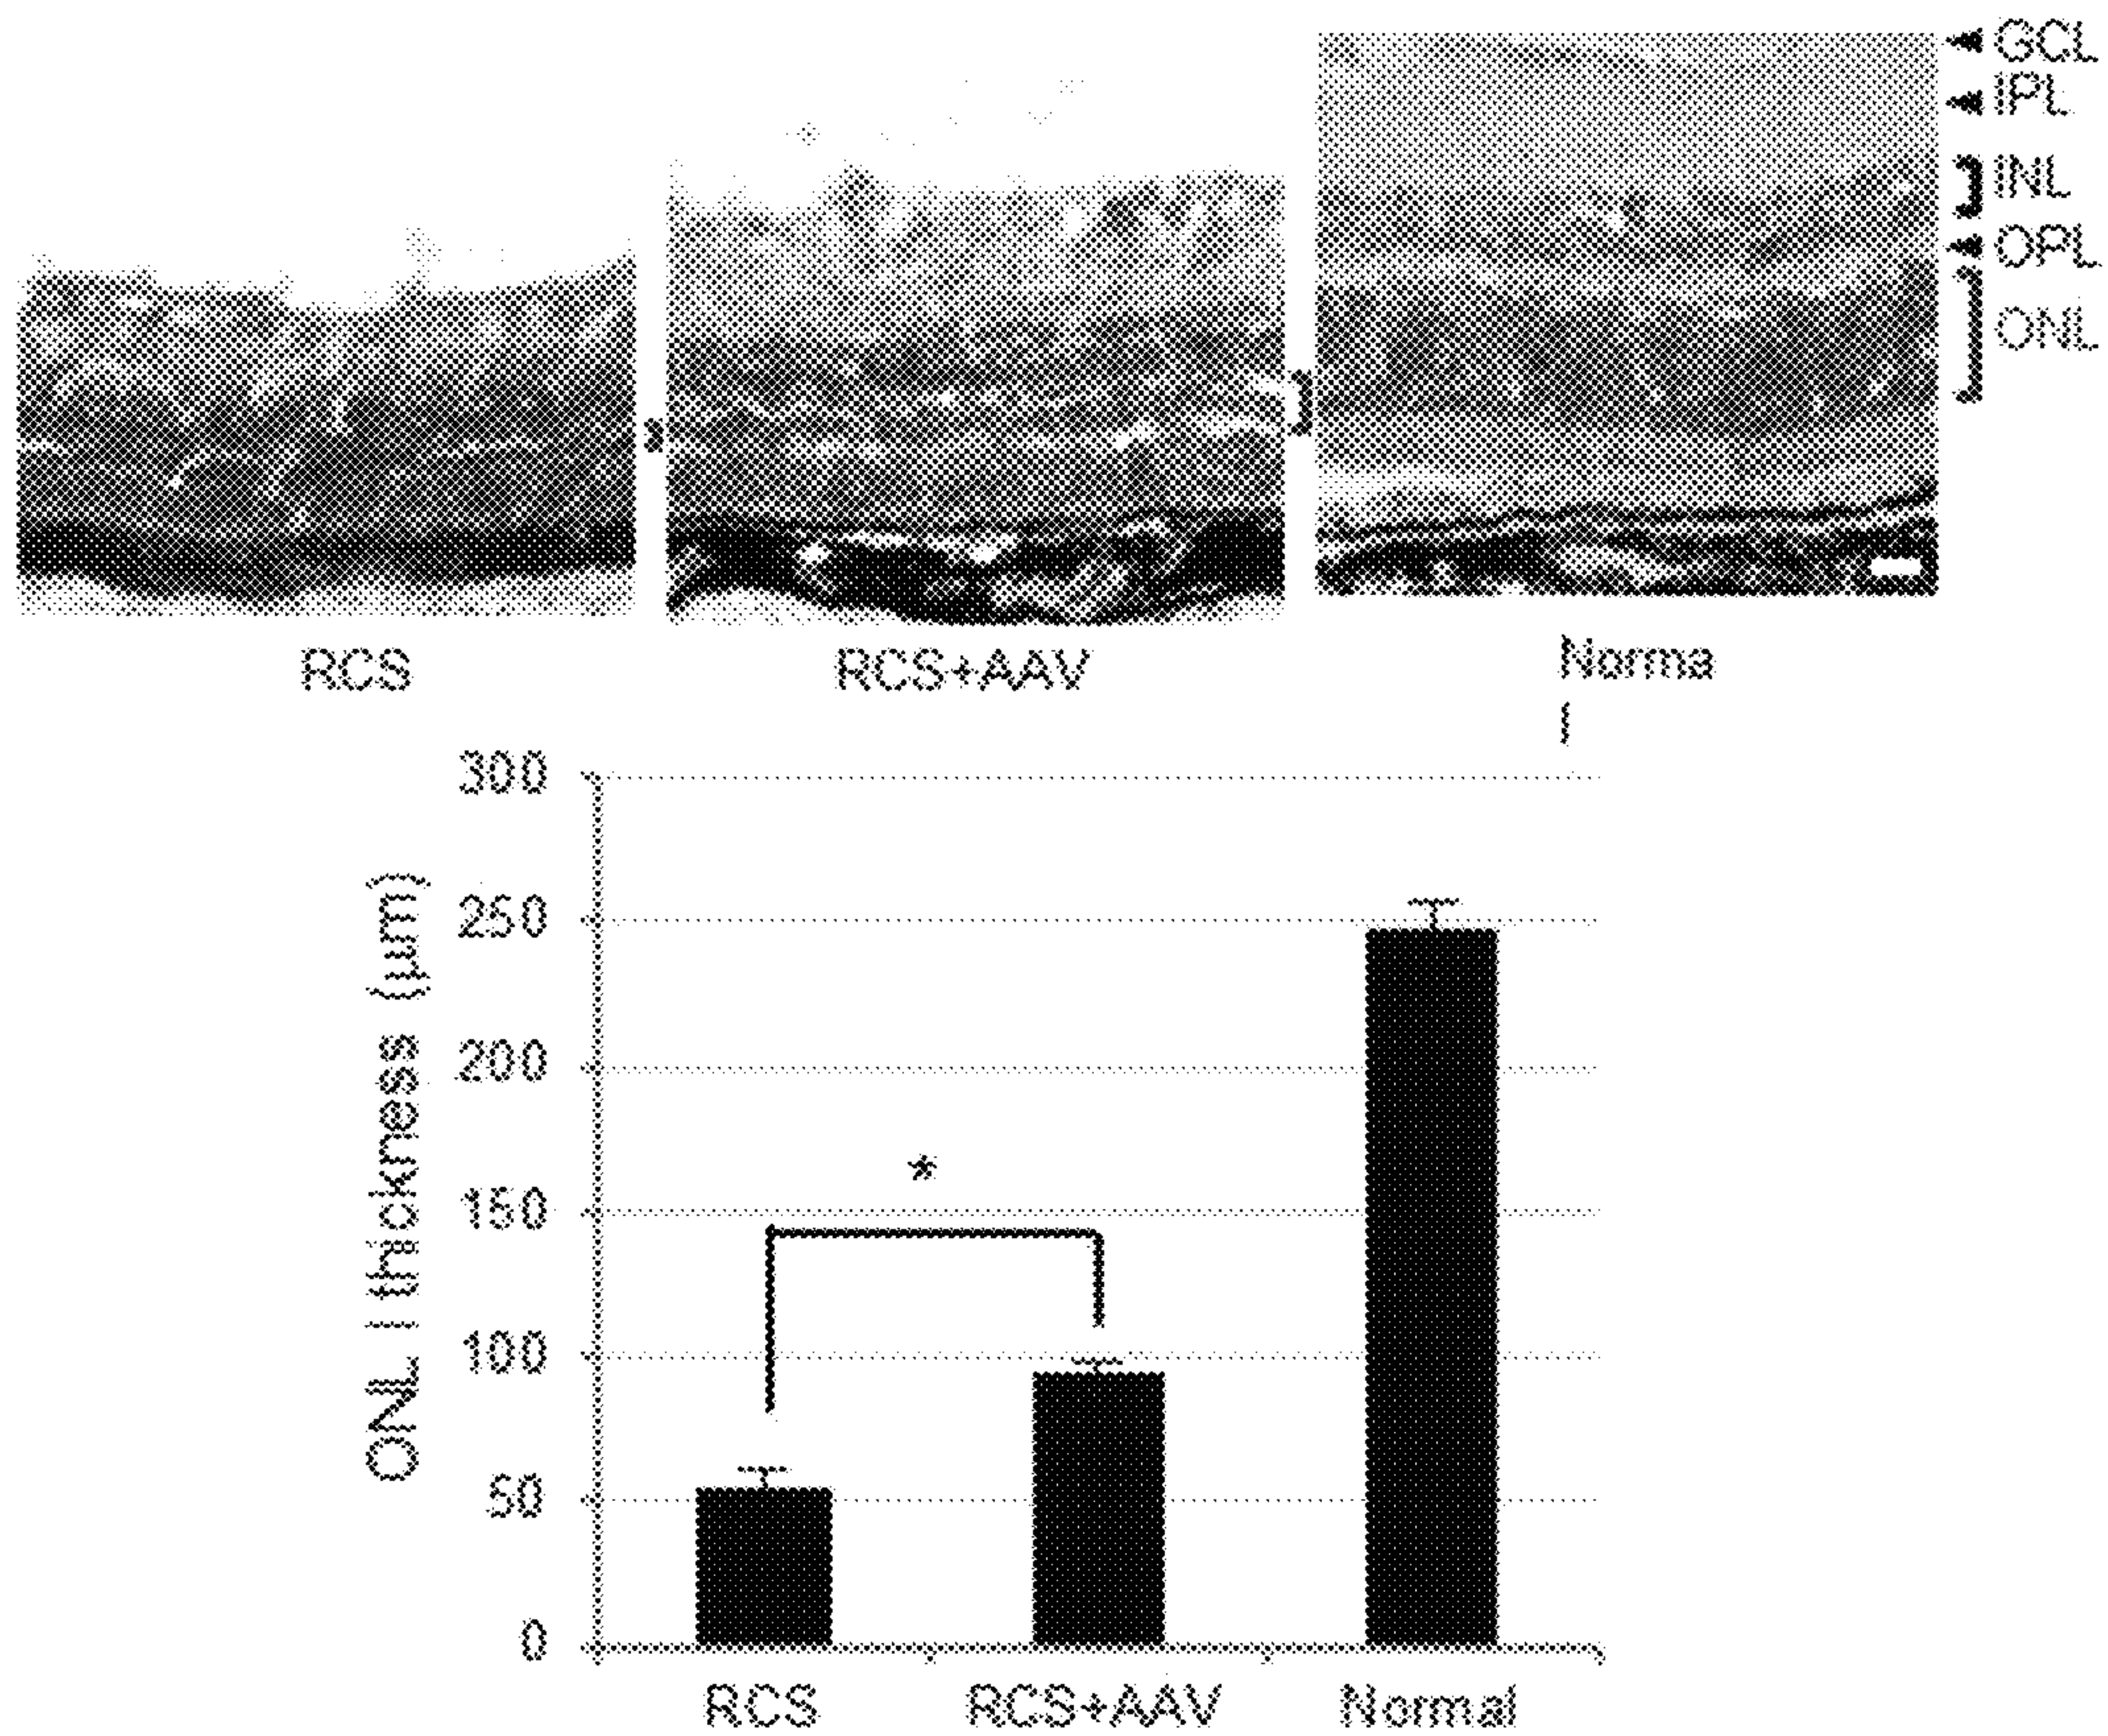 GCL
IPL
INL
OPL
ONL
RCS
RCS+AAV
Norma
l
300
250
200
150
100
50
0
ONL thickness (µm)
*
RCS
RCS+AAV
Normal